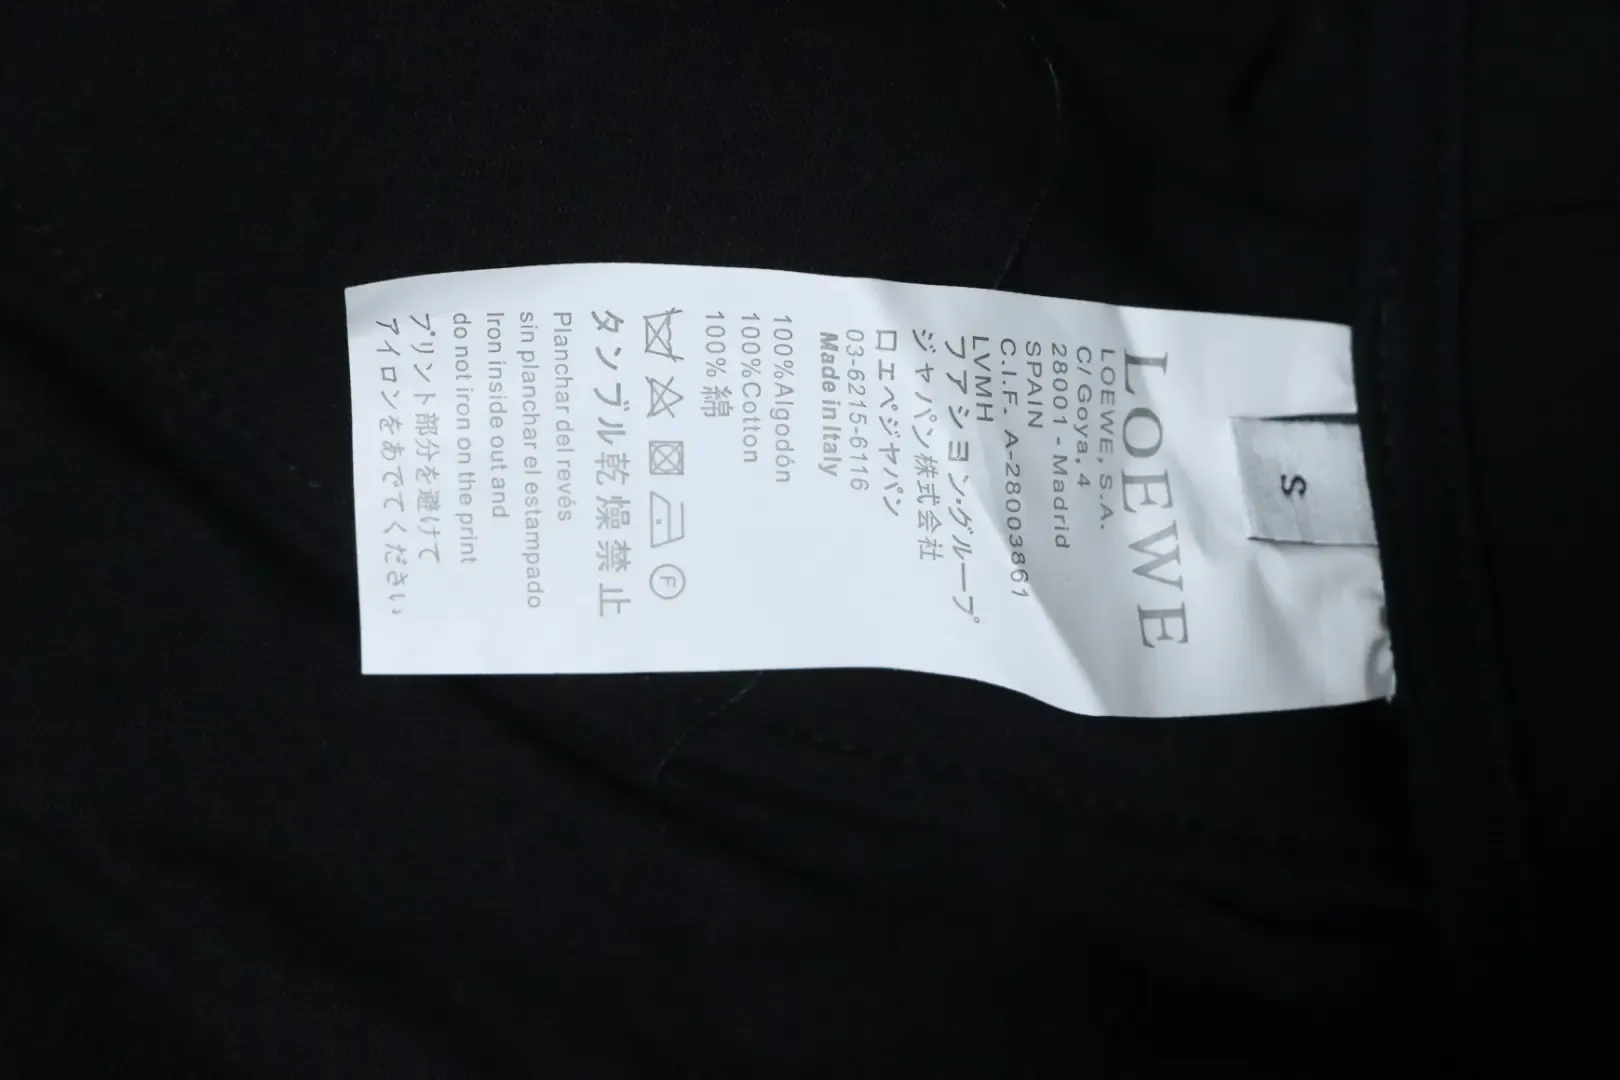 S
LOEWE
LOEWE, S.A.
C/ Goya, 4
28001 - Madrid
SPAIN
C.I.F. A-28003861
LVMH
フアション・グループ
ジャパン株式会社
ロエベジャパン
03-6215-6116
Made in Italy
100%Algodón
100%Cotton
100%綿
F
タンブル乾燥禁止
Planchar del revés
sin planchar el estampado
Iron inside out and
do not iron on the print
プリント部分を避けて
アイロンをあてください